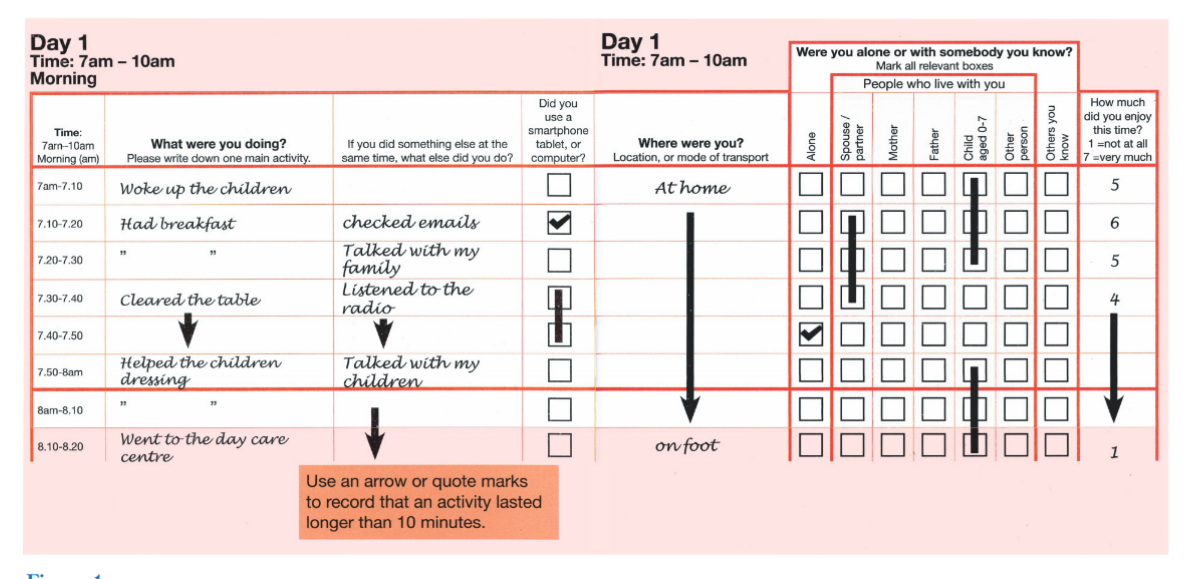 Day 1
Time: 7am – 10am
Morning
Day 1
Time: 7am – 10am
Were you alone or with somebody you know?
Mark all relevant boxes
People who live with you
Time:
7am–10am
Morning (am)
What were you doing?
Please write down one main activity.
If you did something else at the
same time, what else did you do?
Did you
use a
smartphone
tablet, or
computer?
Where were you?
Location, or mode of transport
Alone
Spouse /
partner
Mother
Father
Child
aged 0-7
Other
person
Others you
know
How much
did you enjoy
this time?
1 =not at all
7 =very much
7am-7.10 Woke up the children At home 5
7.10-7.20 Had breakfast checked emails 6
7.20-7.30 " " Talked with my
family 5
7.30-7.40 Cleared the table Listened to the
radio 4
7.40-7.50
7.50-8am Helped the children
dressing Talked with my
children
8am-8.10 " "
8.10-8.20 Went to the day care
centre on foot 1
Use an arrow or quote marks
to record that an activity lasted
longer than 10 minutes.